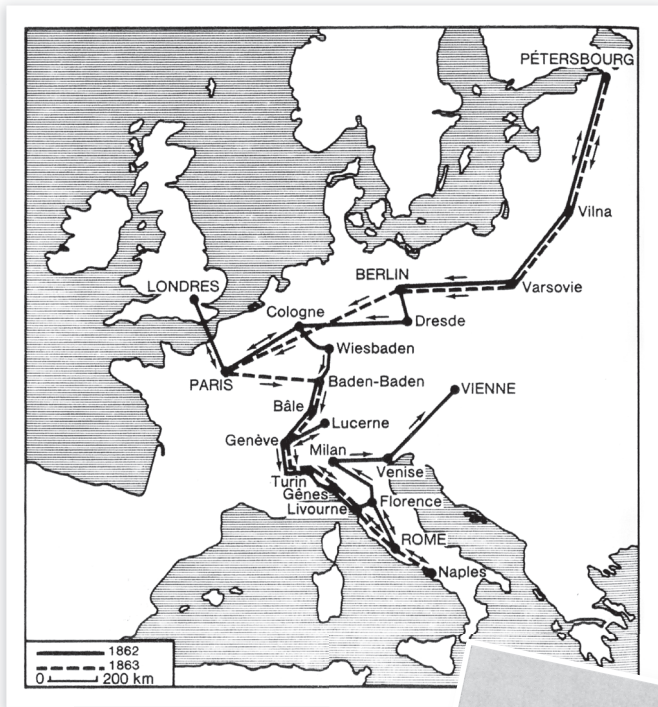 PÉTERSBOURG
Vilna
BERLIN
Varsovie
LONDRES
Cologne
Dresde
Wiesbaden
PARIS
Baden-Baden
VIENNE
Bâle
Lucerne
Genève
Milan
Venise
Turin
Gênes
Livourne
Florence
ROME
Naples
1862
1863
0 200 km